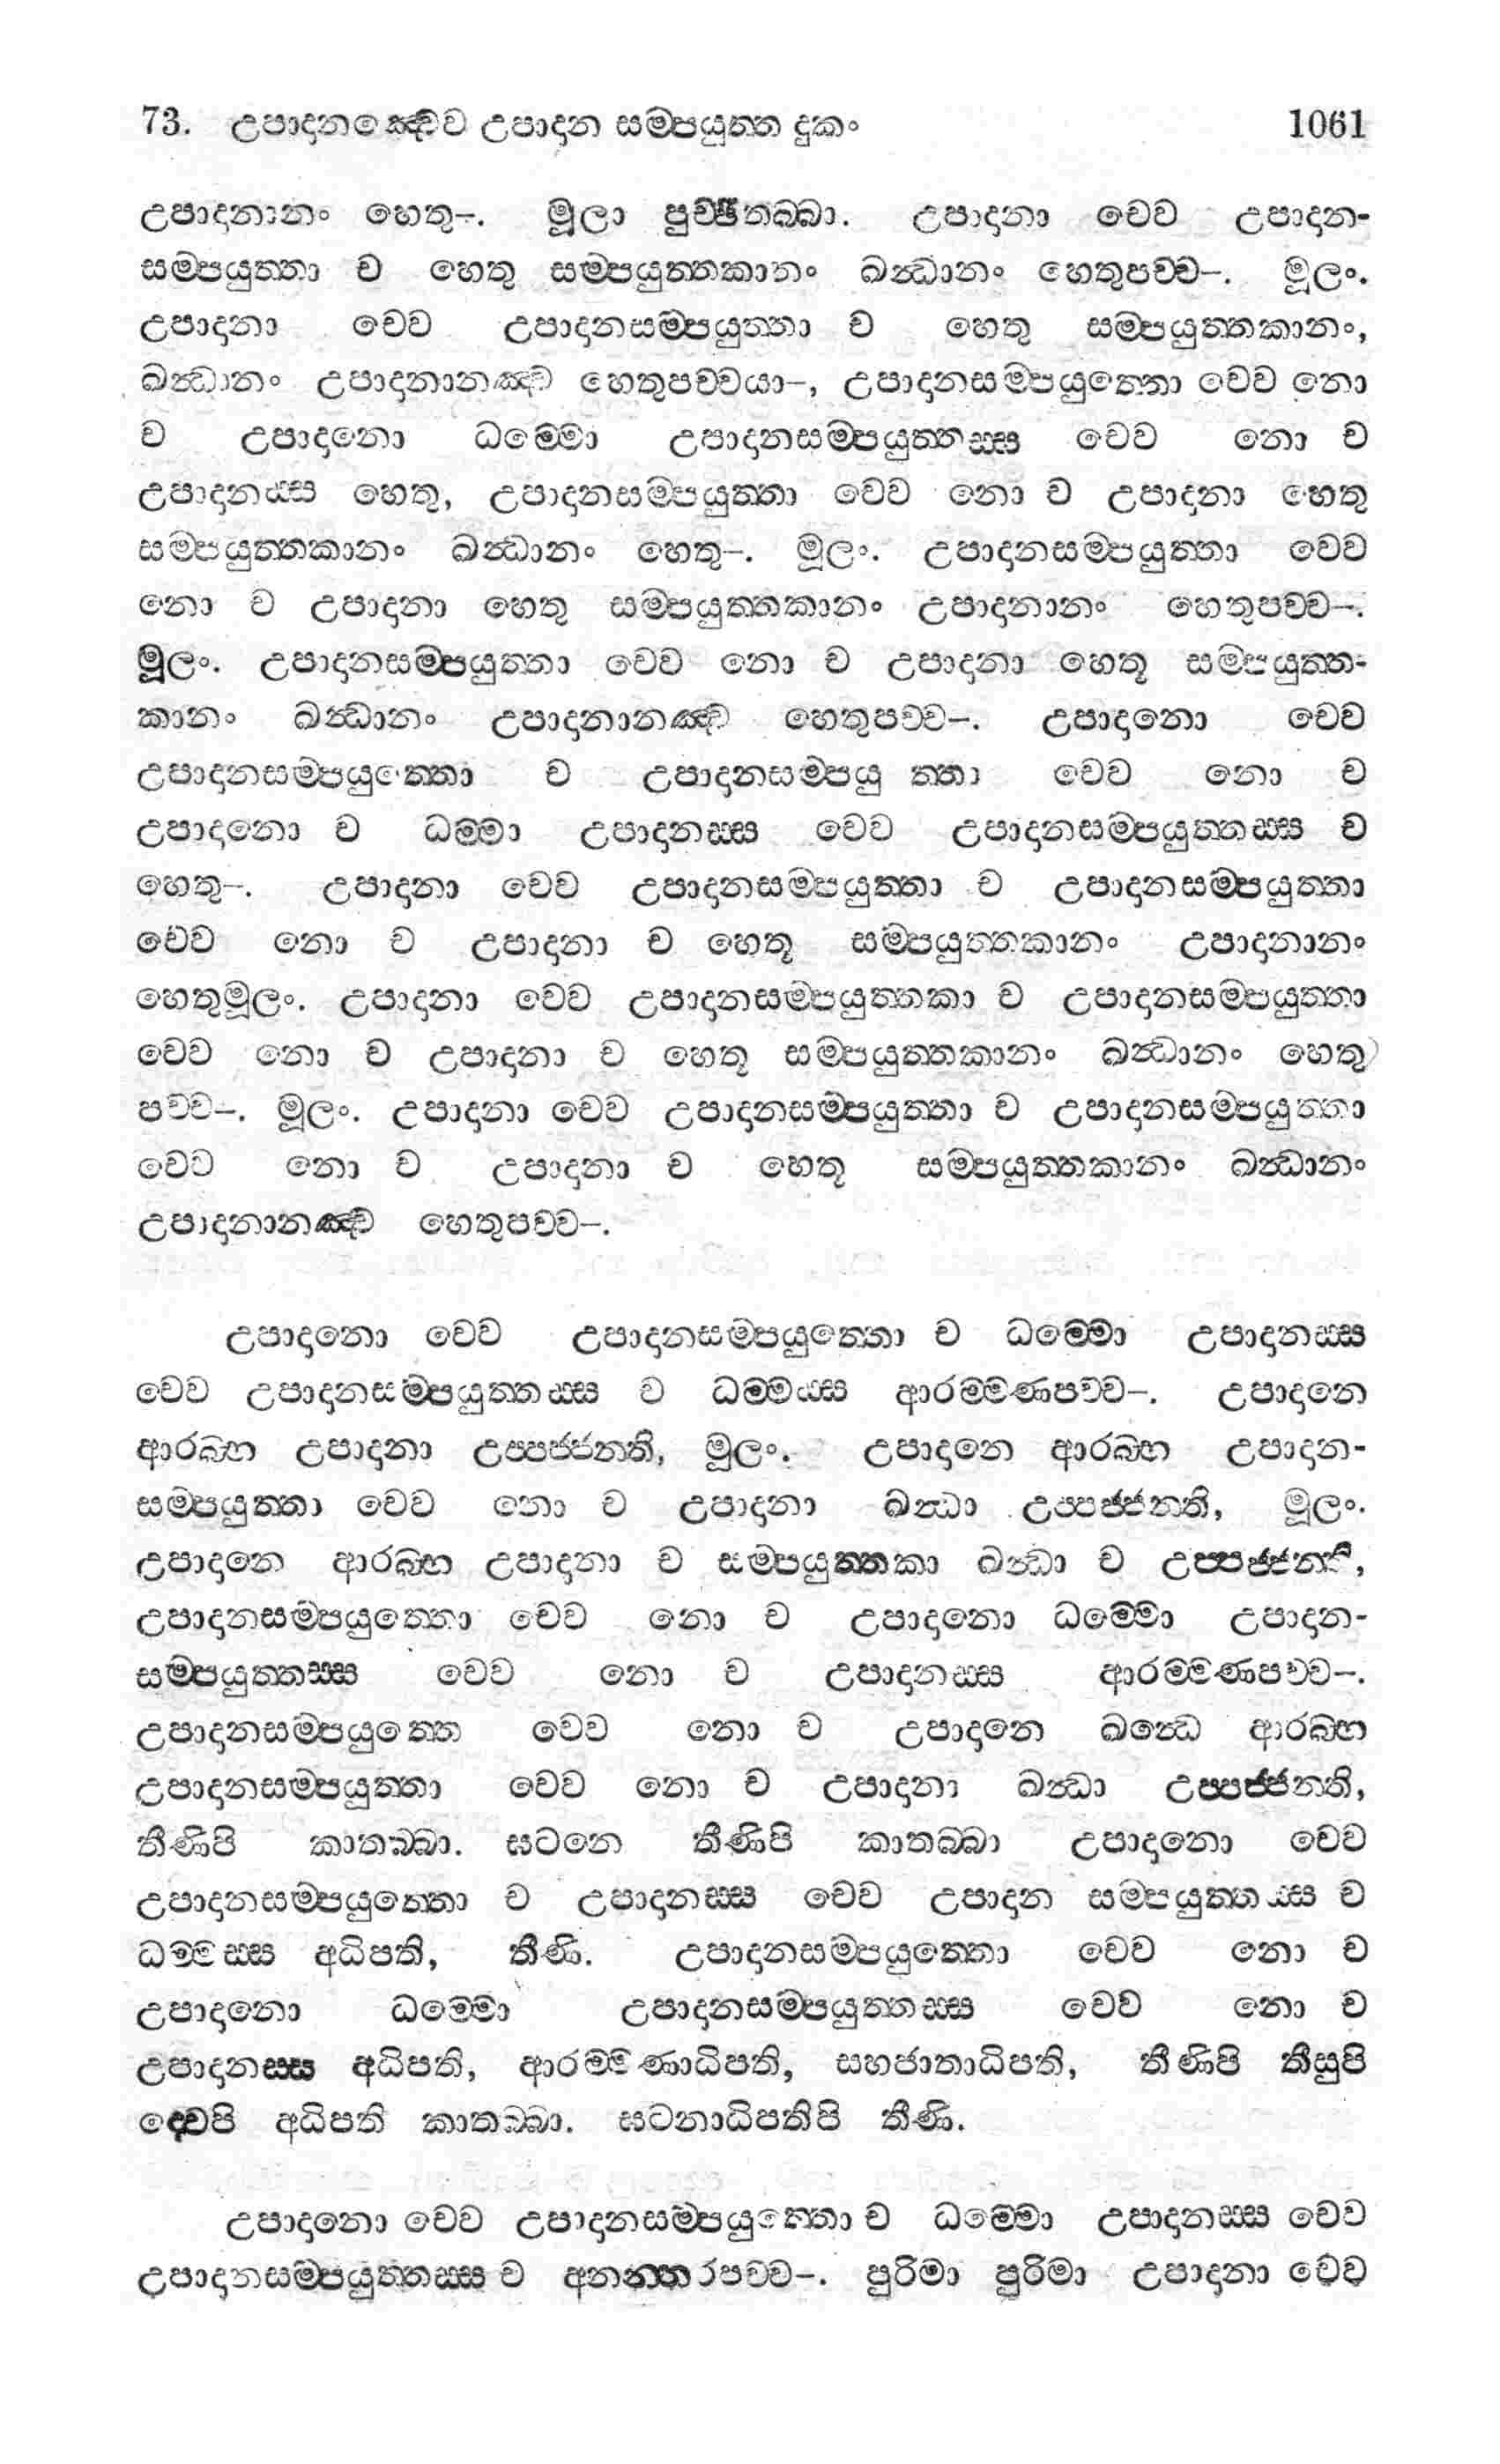 73. උපාදානඤ්චෙව උපාදාන සම්පයුත්ත දුකං 1061
උපාදානානං හෙතු–. මූලා පුච්ඡිතබ්බා. උපාදානා චෙව උපාදාන-
සම්පයුත්තා ච හෙතු සම්පයුත්තකානං ඛන්ධානං හෙතුපච්ච–. මූලං.
උපාදානා චෙව උපාදානසම්පයුත්තා ච හෙතු සම්පයුත්තකානං,
ඛන්ධානං උපාදානානඤ්ච හෙතුපච්චයා–, උපාදානසම්පයුත්තො චෙව නො
ච උපාදානො ධම්මො උපාදානසම්පයුත්තස්ස චෙව නො ච
උපාදානස්ස හෙතු, උපාදානසම්පයුත්තා චෙව නො ච උපාදානා හෙතු
සම්පයුත්තකානං ඛන්ධානං හෙතු–. මූලං. උපාදානසම්පයුත්තා චෙව
නො ච උපාදානා හෙතු සම්පයුත්තකානං උපාදානානං හෙතුපච්ච–.
මූලං. උපාදානසම්පයුත්තා චෙව නො ච උපාදානා හෙතූ සම්පයුත්ත-
කානං ඛන්ධානං උපාදානානඤ්ච හෙතුපච්ච–. උපාදානො චෙව
උපාදානසම්පයුත්තො ච උපාදානසම්පයු ත්තා චෙව නො ච
උපාදානො ච ධම්මා උපාදානස්ස චෙව උපාදානසම්පයුත්තස්ස ච
හෙතු–. උපාදානා චෙව උපාදානසම්පයුත්තා ච උපාදානසම්පයුත්තා
චෙව නො ච උපාදානා ච හෙතූ සම්පයුත්තකානං උපාදානානං
හෙතුමූලං. උපාදානා චෙව උපාදානසම්පයුත්තකා ච උපාදානසම්පයුත්තා
චෙව නො ච උපාදානා ච හෙතූ සම්පයුත්තකානං ඛන්ධානං හෙතු
පච්ච–. මූලං. උපාදානා චෙව උපාදානසම්පයුත්තා ච උපාදානසම්පයුත්තා
චෙව නො ච උපාදානා ච හෙතූ සම්පයුත්තකානං ඛන්ධානං
උපාදානානඤ්ච හෙතුපච්ච–.
උපාදානො චෙව උපාදානසම්පයුත්තො ච ධම්මො උපාදානස්ස
චෙව උපාදානසම්පයුත්තස්ස ච ධම්මස්ස ආරම්මණපච්ච–. උපාදානෙ
ආරබ්භ උපාදානා උප්පජ්ජන්ති, මූලං. උපාදානෙ ආරබ්භ උපාදාන-
සම්පයුත්තා චෙව නො ච උපාදානා ඛන්ධා උප්පජ්ජන්ති, මූලං.
උපාදානෙ ආරබ්භ උපාදානා ච සම්පයුත්තකා ඛන්ධා ච උප්පජ්ජන්ති,
උපාදානසම්පයුත්තො චෙව නො ච උපාදානො ධම්මො උපාදාන-
සම්පයුත්තස්ස චෙව නො ච උපාදානස්ස ආරම්මණපච්ච–.
උපාදානසම්පයුත්තෙ චෙව නො ච උපාදානෙ ඛන්ධෙ ආරබ්භ
උපාදානසම්පයුත්තා චෙව නො ච උපාදානා ඛන්ධා උප්පජ්ජන්ති,
තීණිපි කාතබ්බා. ඝටනෙ තීණිපි කාතබ්බා උපාදානො චෙව
උපාදානසම්පයුත්තො ච උපාදානස්ස චෙව උපාදාන සම්පයුත්තස්ස ච
ධම්මස්ස අධිපති, තීණි. උපාදානසම්පයුත්තො චෙව නො ච
උපාදානො ධම්මො උපාදානසම්පයුත්තස්ස චෙව නො ච
උපාදානස්ස අධිපති, ආරම්මණාධිපති, සහජාතාධිපති, තීණිපි තීසුපි
ද්වෙපි අධිපති කාතබ්බා. ඝටනාධිපතිපි තීණි.
උපාදානො චෙව උපාදානසම්පයුත්තො ච ධම්මො උපාදානස්ස චෙව
උපාදානසම්පයුත්තස්ස ච අනන්තරපච්ච–. පුරිමා පුරිමා උපාදානා චෙව